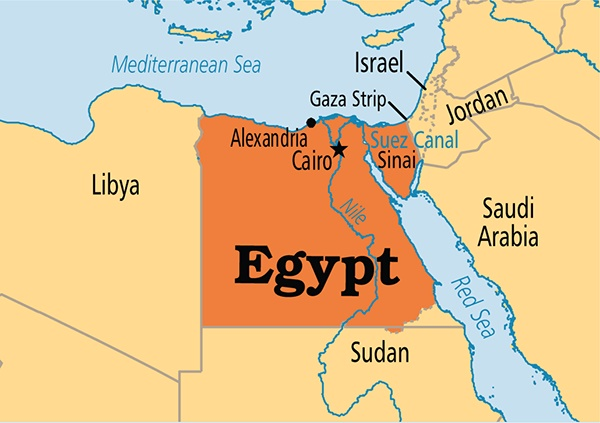 Mediterranean Sea
Israel
Gaza Strip
Jordan
Alexandria
Suez Canal
Cairo
Sinai
Libya
Nile
Saudi
Arabia
Egypt
Red Sea
Sudan